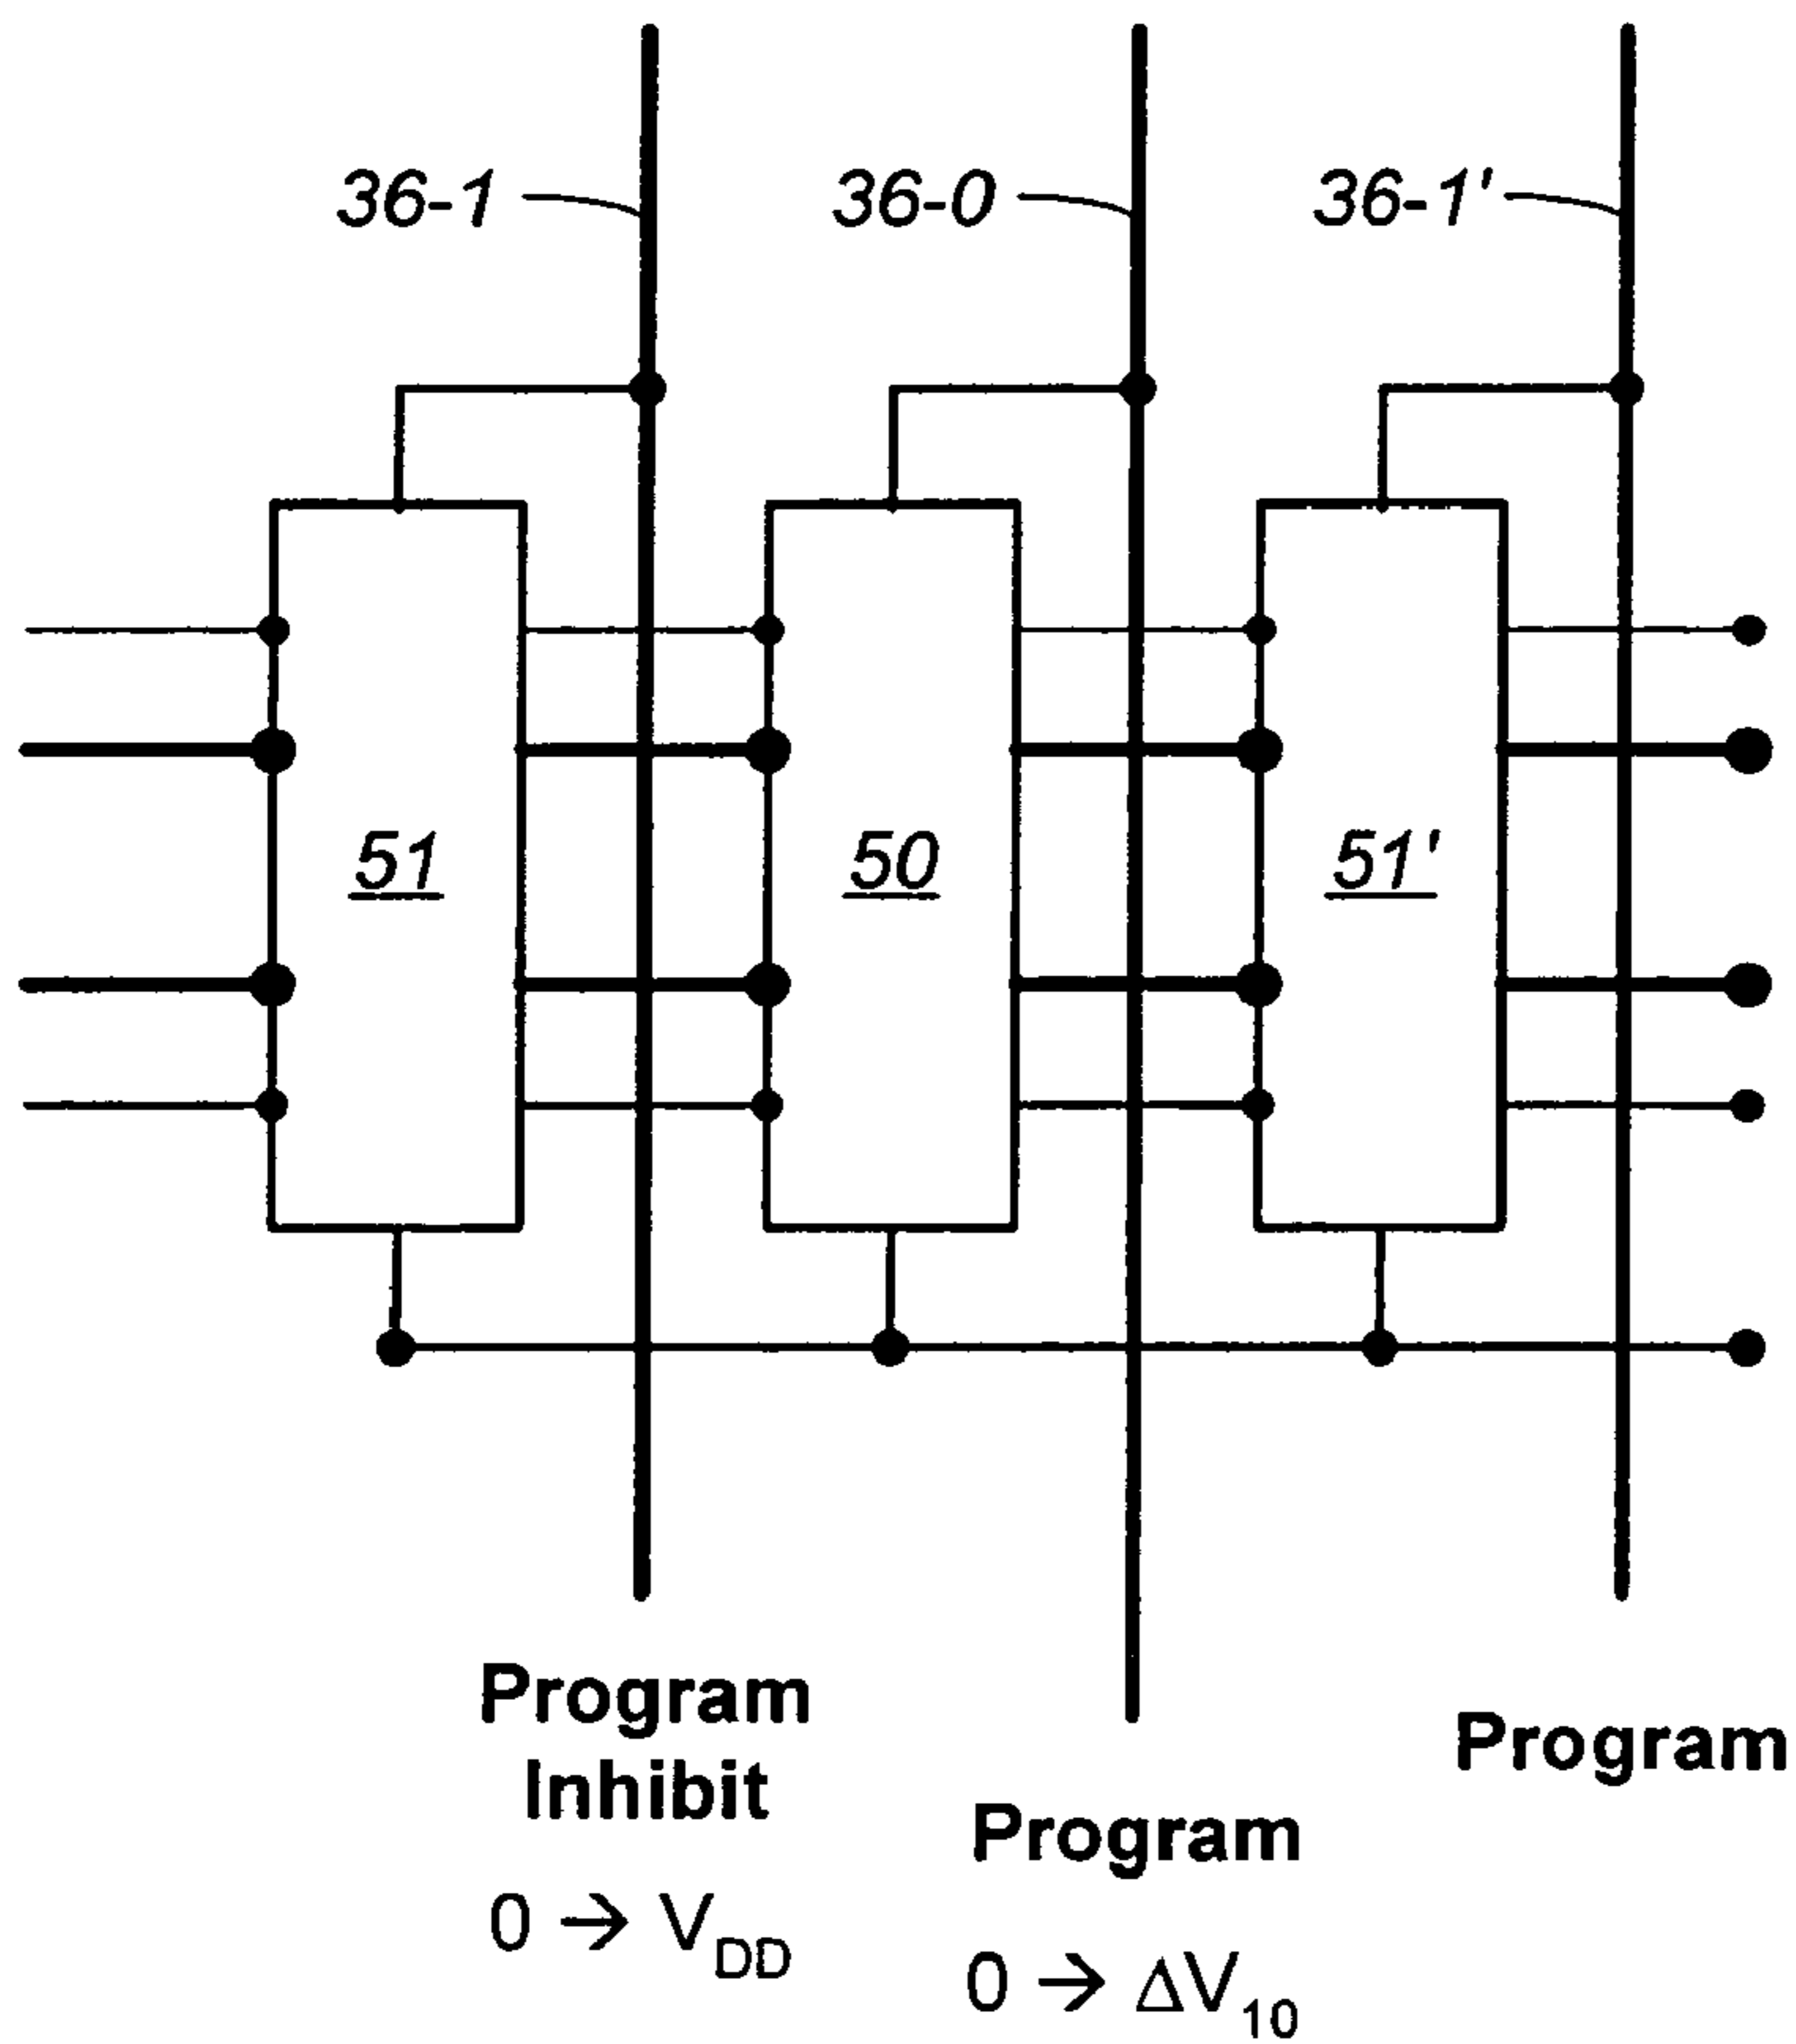 36-1 36-0 36-1'
51 50 51'
Program
Inhibit
0 → V_DD
Program
0 → ΔV_10
Program